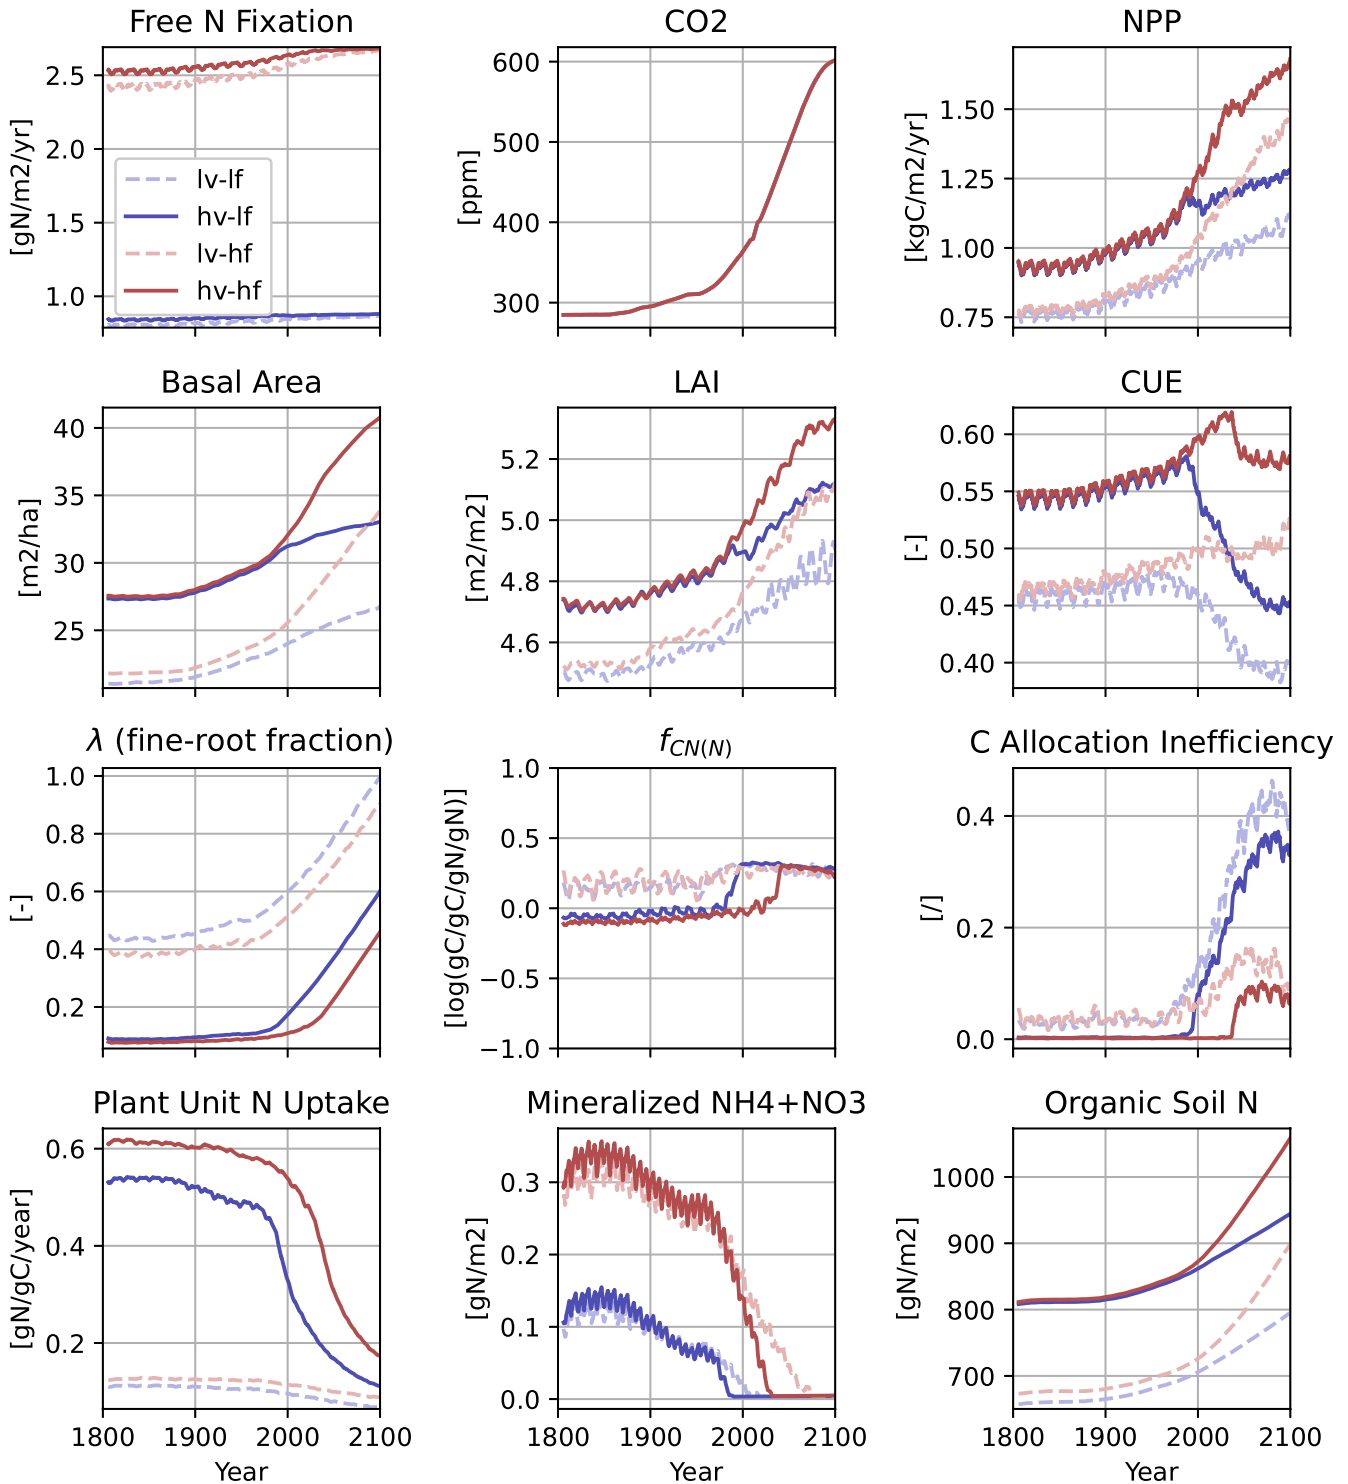 Free N Fixation
CO2
NPP
[gN/m2/yr]
2.5
2.0
1.5
1.0
lv-lf
hv-lf
lv-hf
hv-hf
[ppm]
600
500
400
300
[kgC/m2/yr]
1.50
1.25
1.00
0.75
Basal Area
LAI
CUE
[m2/ha]
40
35
30
25
[m2/m2]
5.2
5.0
4.8
4.6
[-]
0.60
0.55
0.50
0.45
0.40
λ (fine-root fraction)
f_{CN(N)}
C Allocation Inefficiency
[-]
1.0
0.8
0.6
0.4
0.2
[log(gC/gC/gN/gN)]
1.0
0.5
0.0
−0.5
−1.0
[/]
0.4
0.2
0.0
Plant Unit N Uptake
Mineralized NH4+NO3
Organic Soil N
[gN/gC/year]
0.6
0.4
0.2
[gN/m2]
0.3
0.2
0.1
0.0
[gN/m2]
1000
900
800
700
1800 1900 2000 2100
1800 1900 2000 2100
1800 1900 2000 2100
Year
Year
Year